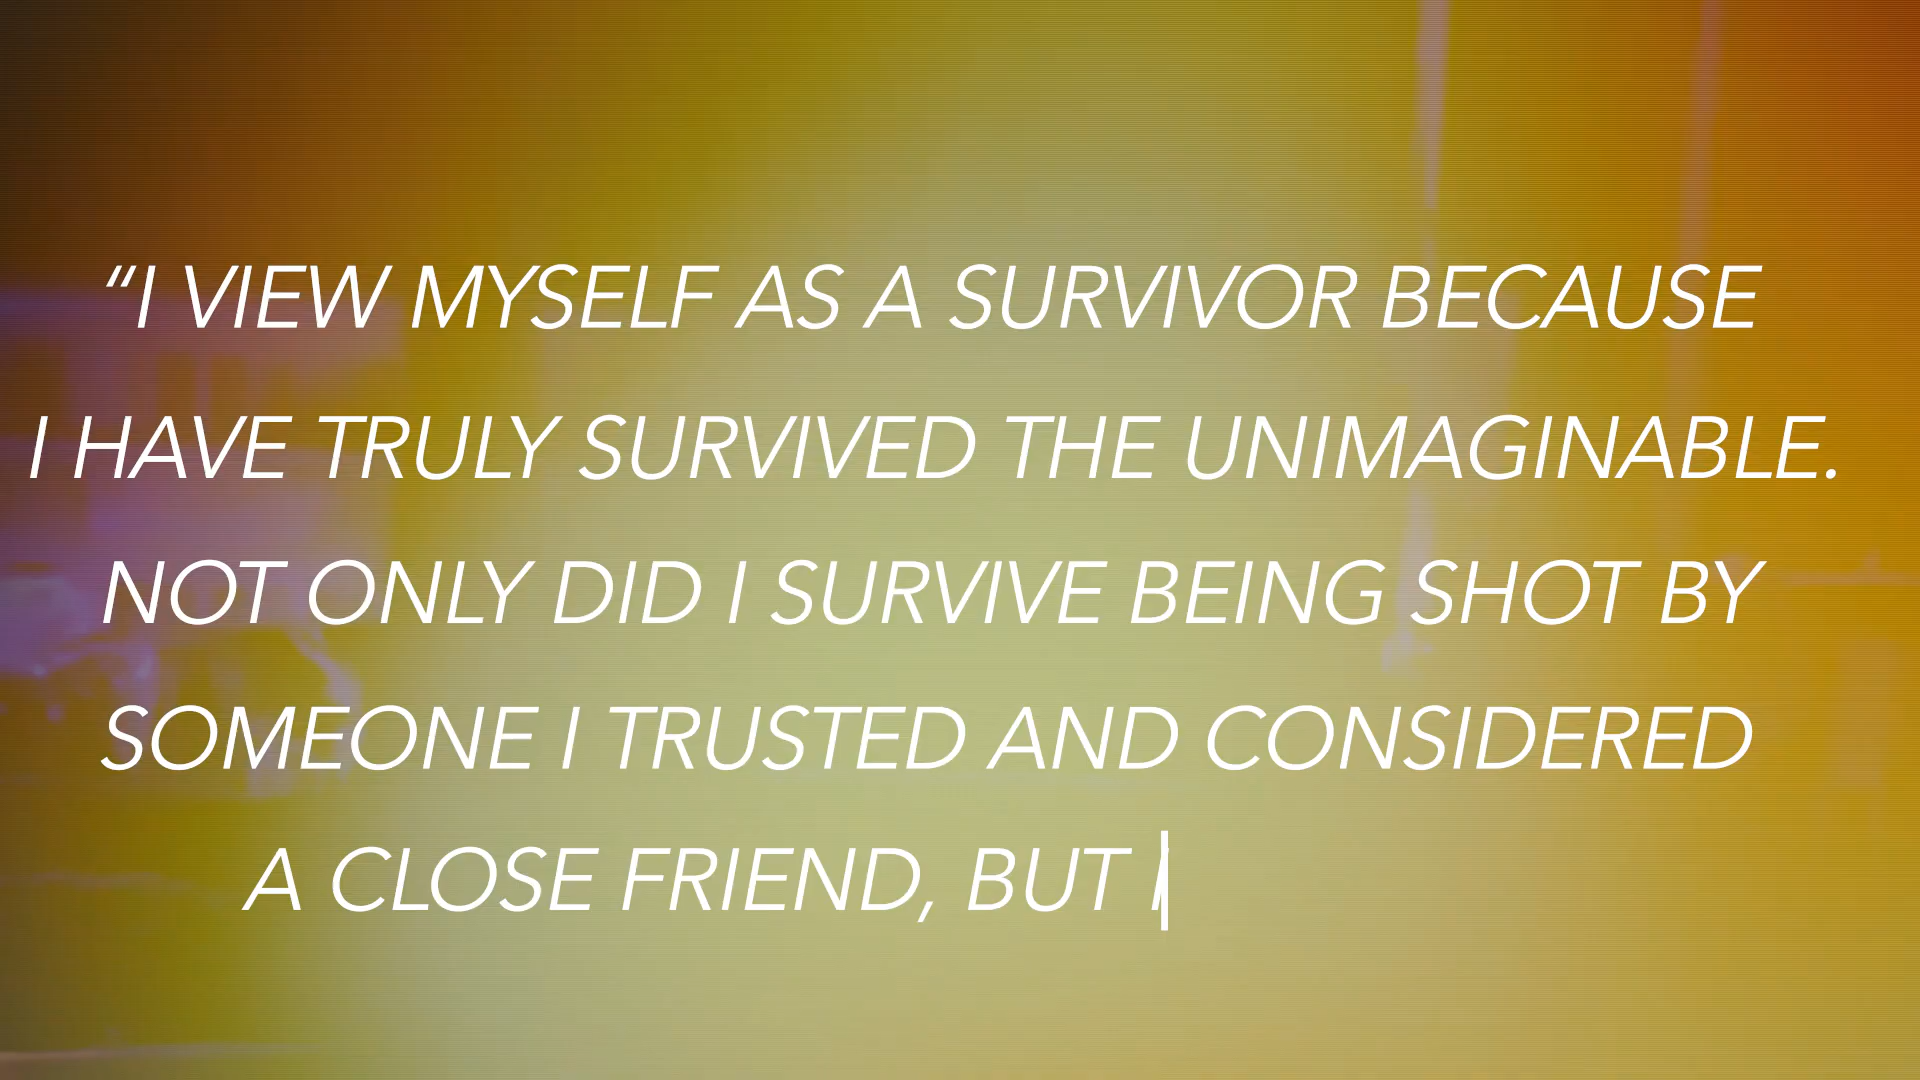 “I VIEW MYSELF AS A SURVIVOR BECAUSE
I HAVE TRULY SURVIVED THE UNIMAGINABLE.
NOT ONLY DID I SURVIVE BEING SHOT BY
SOMEONE I TRUSTED AND CONSIDERED
A CLOSE FRIEND, BUT I